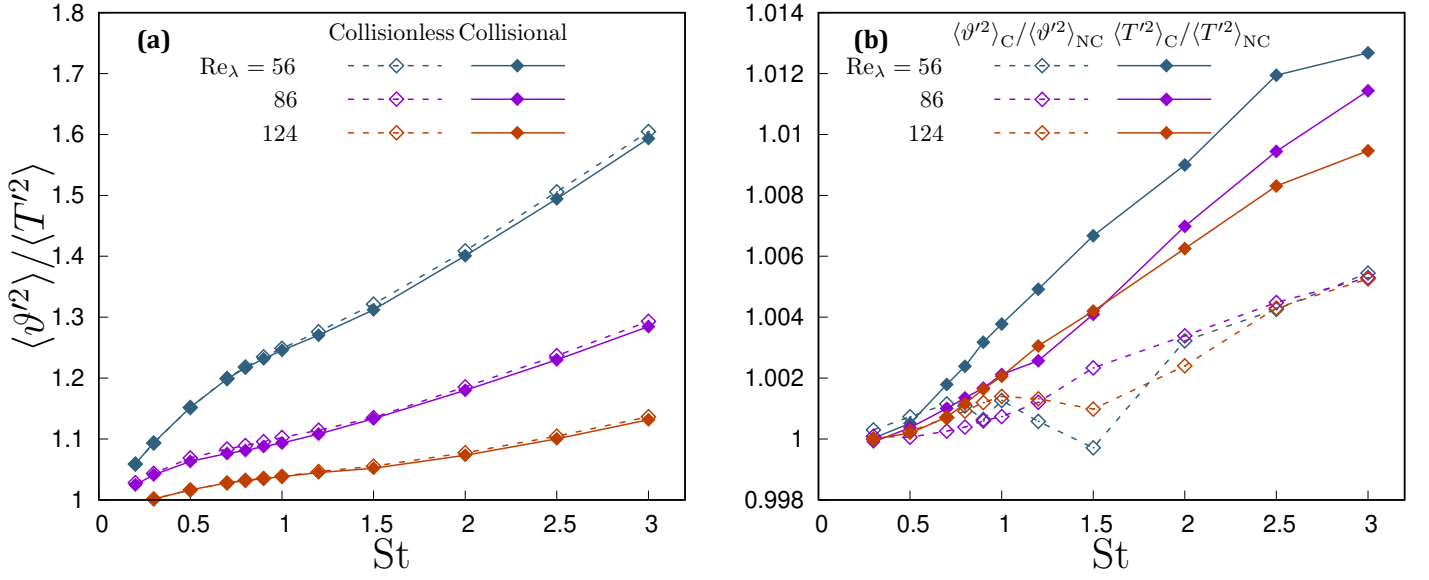 (a)
Collisionless Collisional
Re_λ = 56
86
124
1.8
1.7
1.6
1.5
1.4
1.3
1.2
1.1
1
⟨ϑ′²⟩/⟨T′²⟩
0 0.5 1 1.5 2 2.5 3
St
(b)
⟨ϑ′²⟩_C/⟨ϑ′²⟩_NC ⟨T′²⟩_C/⟨T′²⟩_NC
Re_λ = 56
86
124
1.014
1.012
1.01
1.008
1.006
1.004
1.002
1
0.998
0 0.5 1 1.5 2 2.5 3
St